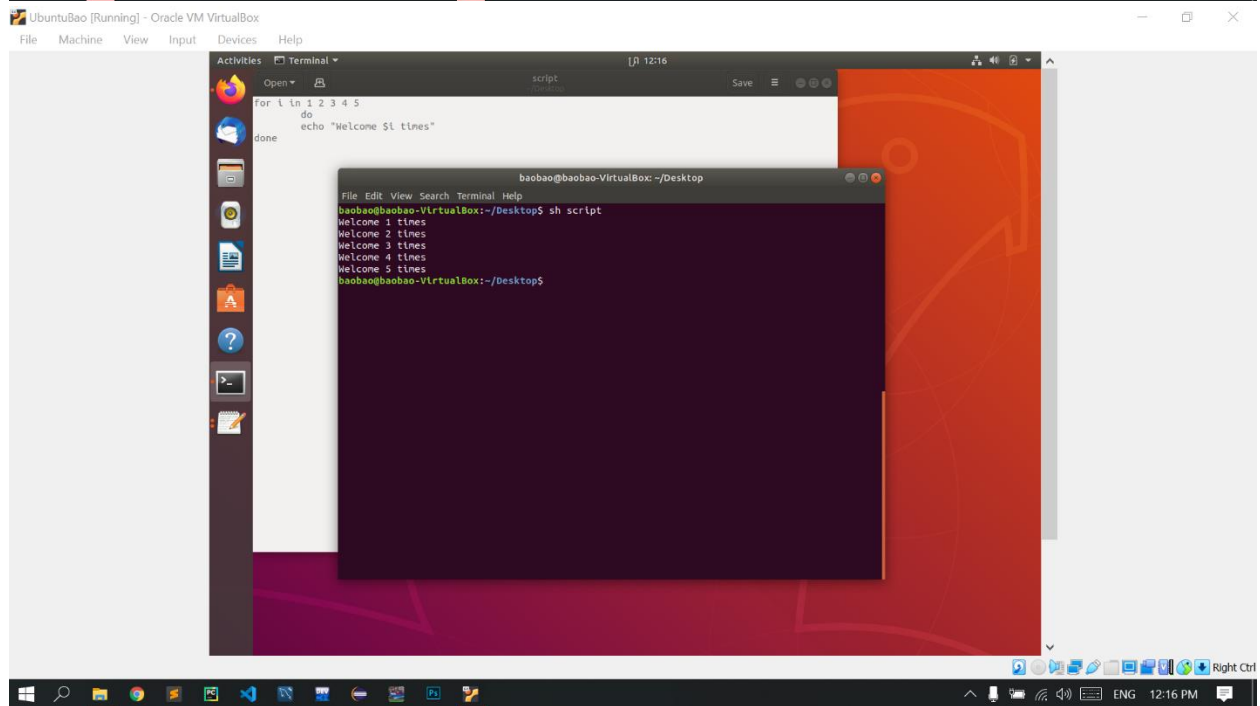 UbuntuBao [Running] - Oracle VM VirtualBox
File Machine View Input Devices Help
Activities Terminal 12:16
Open script Save
~/Desktop
for i in 1 2 3 4 5
do
echo "Welcome $i times"
done
baobao@baobao-VirtualBox: ~/Desktop
File Edit View Search Terminal Help
baobao@baobao-VirtualBox:~/Desktop$ sh script
Welcome 1 times
Welcome 2 times
Welcome 3 times
Welcome 4 times
Welcome 5 times
baobao@baobao-VirtualBox:~/Desktop$
Right Ctrl
ENG 12:16 PM